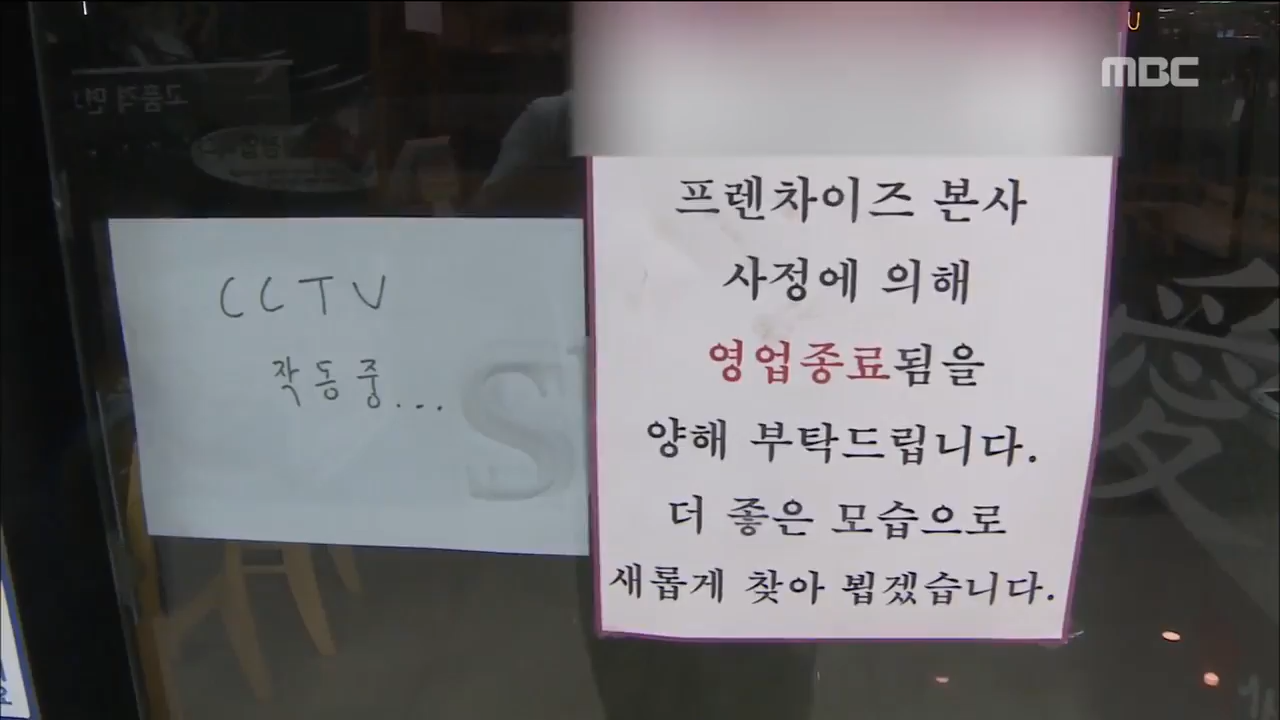 MBC
CCTV
작동중...
프렌차이즈 본사
사정에 의해
영업종료됨을
양해 부탁드립니다.
더 좋은 모습으로
새롭게 찾아 뵙겠습니다.
愛